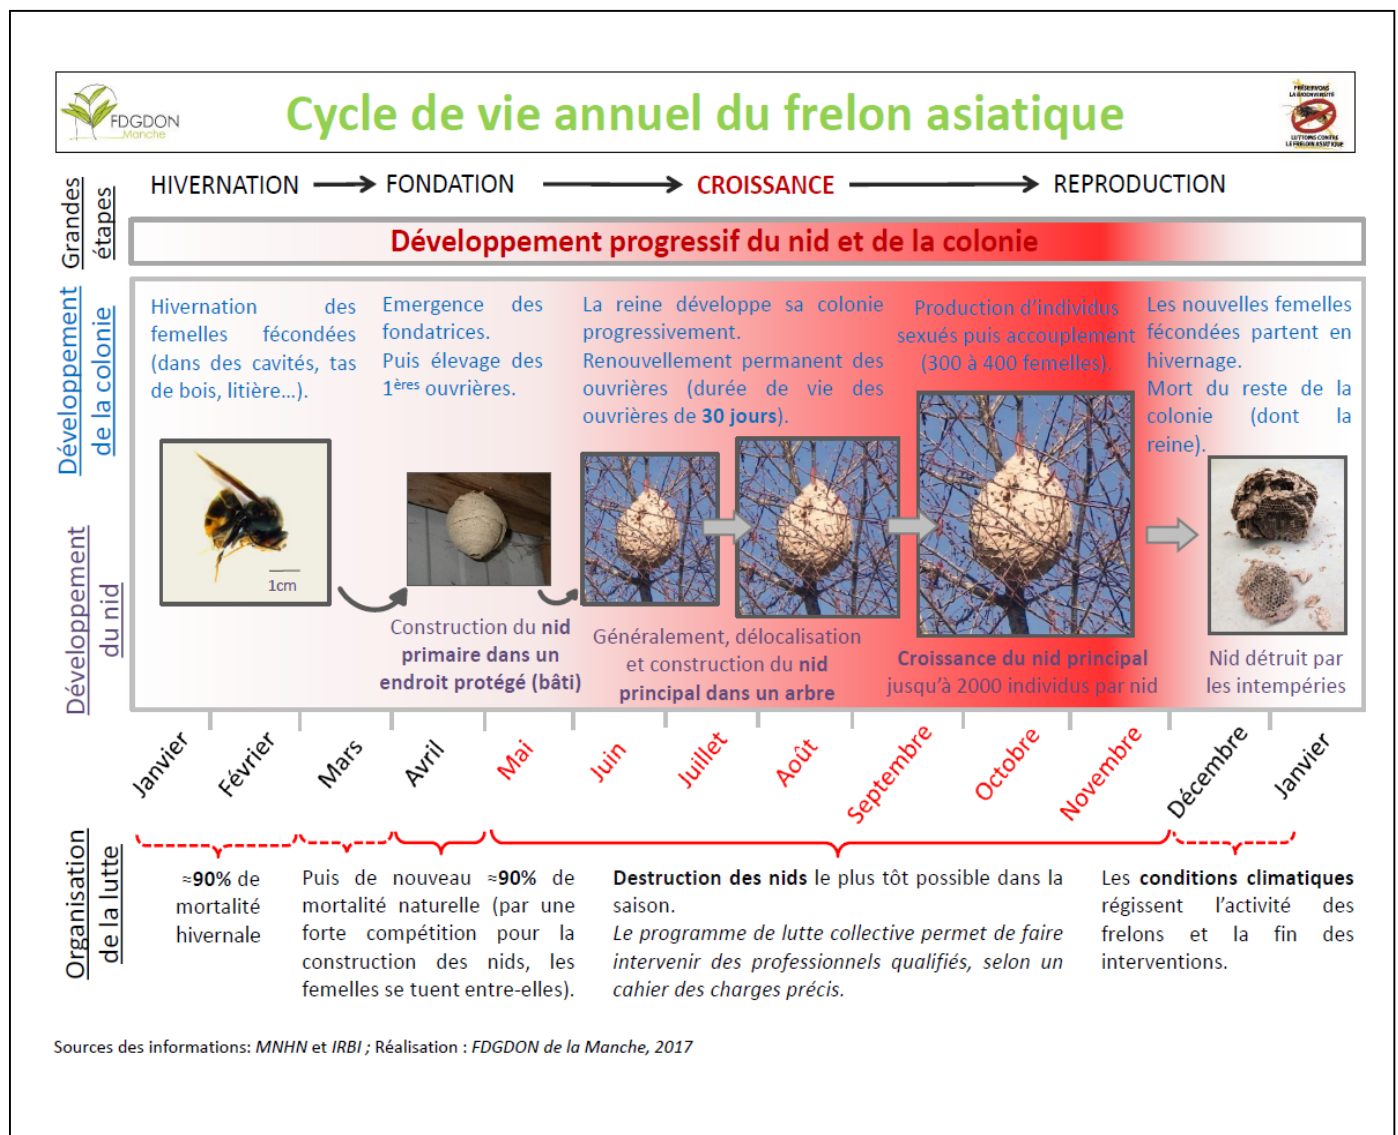 FDGDON
Manche
Cycle de vie annuel du frelon asiatique
PRÉSERVONS
LA BIODIVERSITÉ
LUTTONS CONTRE
LE FRELON ASIATIQUE
Grandes
étapes
HIVERNATION
FONDATION
CROISSANCE
REPRODUCTION
Développement progressif du nid et de la colonie
Développement
de la colonie
Hivernation des
femelles fécondées
(dans des cavités, tas
de bois, litière...).
Emergence des
fondatrices.
Puis élevage des
1ères ouvrières.
La reine développe sa colonie
progressivement.
Renouvellement permanent des
ouvrières (durée de vie des
ouvrières de 30 jours).
Production d'individus
sexués puis accouplement
(300 à 400 femelles).
Les nouvelles femelles
fécondées partent en
hivernage.
Mort du reste de la
colonie (dont la
reine).
Développement
du nid
1cm
Construction du nid
primaire dans un
endroit protégé (bâti)
Généralement, délocalisation
et construction du nid
principal dans un arbre
Croissance du nid principal
jusqu'à 2000 individus par nid
Nid détruit par
les intempéries
Janvier
Février
Mars
Avril
Mai
Juin
Juillet
Août
Septembre
Octobre
Novembre
Décembre
Janvier
Organisation
de la lutte
≈90% de
mortalité
hivernale
Puis de nouveau ≈90% de
mortalité naturelle (par une
forte compétition pour la
construction des nids, les
femelles se tuent entre-elles).
Destruction des nids le plus tôt possible dans la
saison.
Le programme de lutte collective permet de faire
intervenir des professionnels qualifiés, selon un
cahier des charges précis.
Les conditions climatiques
régissent l'activité des
frelons et la fin des
interventions.
Sources des informations: MNHN et IRBI ; Réalisation : FDGDON de la Manche, 2017